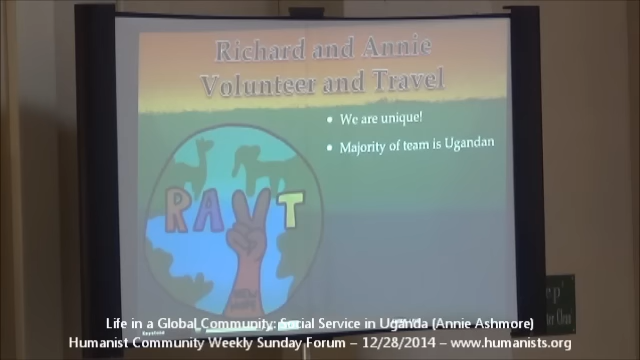 Richard and Annie
Volunteer and Travel
• We are unique!
• Majority of team is Ugandan
RAVT
Life in a Global Community: Social Service in Uganda (Annie Ashmore)
Humanist Community Weekly Sunday Forum – 12/28/2014 – www.humanists.org